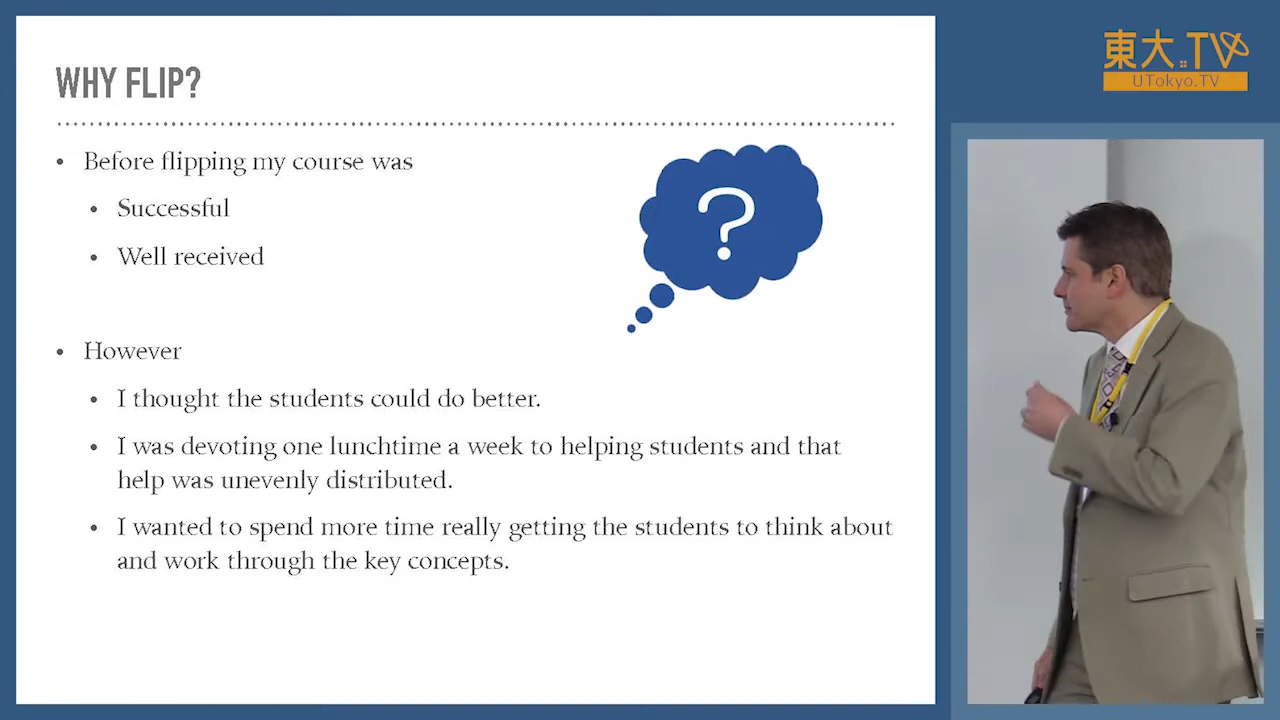 WHY FLIP?
Before flipping my course was
Successful
Well received
?
However
I thought the students could do better.
I was devoting one lunchtime a week to helping students and that
help was unevenly distributed.
I wanted to spend more time really getting the students to think about
and work through the key concepts.
東大.TV
UTokyo.TV